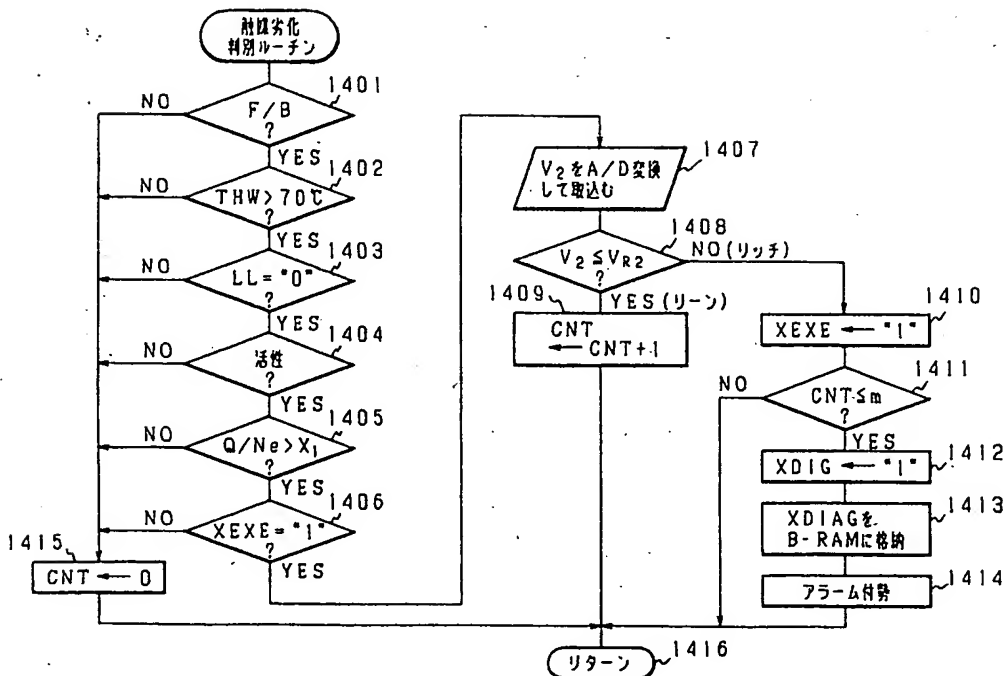 触媒劣化
判別ルーチン
1401
NO
F/B
?
YES
1402
NO
THW>70℃
?
YES
1403
NO
LL="0"
?
YES
1404
NO
活性
?
YES
1405
NO
Q/Ne>X₁
?
YES
1406
NO
XEXE="1"
?
YES
1415
CNT ← 0
1407
V₂をA/D変換
して取込む
1408
V₂≦VR2
?
NO(リッチ)
YES(リーン)
1409
CNT
← CNT+1
1410
XEXE ← "1"
1411
NO
CNT≦m
?
YES
1412
XDIG ← "1"
1413
XDIAGを
B-RAMに格納
1414
アラーム付勢
リターン
1416